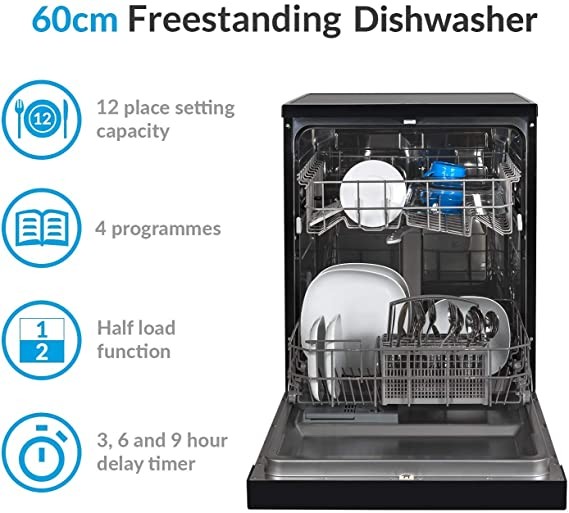 60cm Freestanding Dishwasher
12
12 place setting
capacity
4 programmes
1
2
Half load
function
3, 6 and 9 hour
delay timer